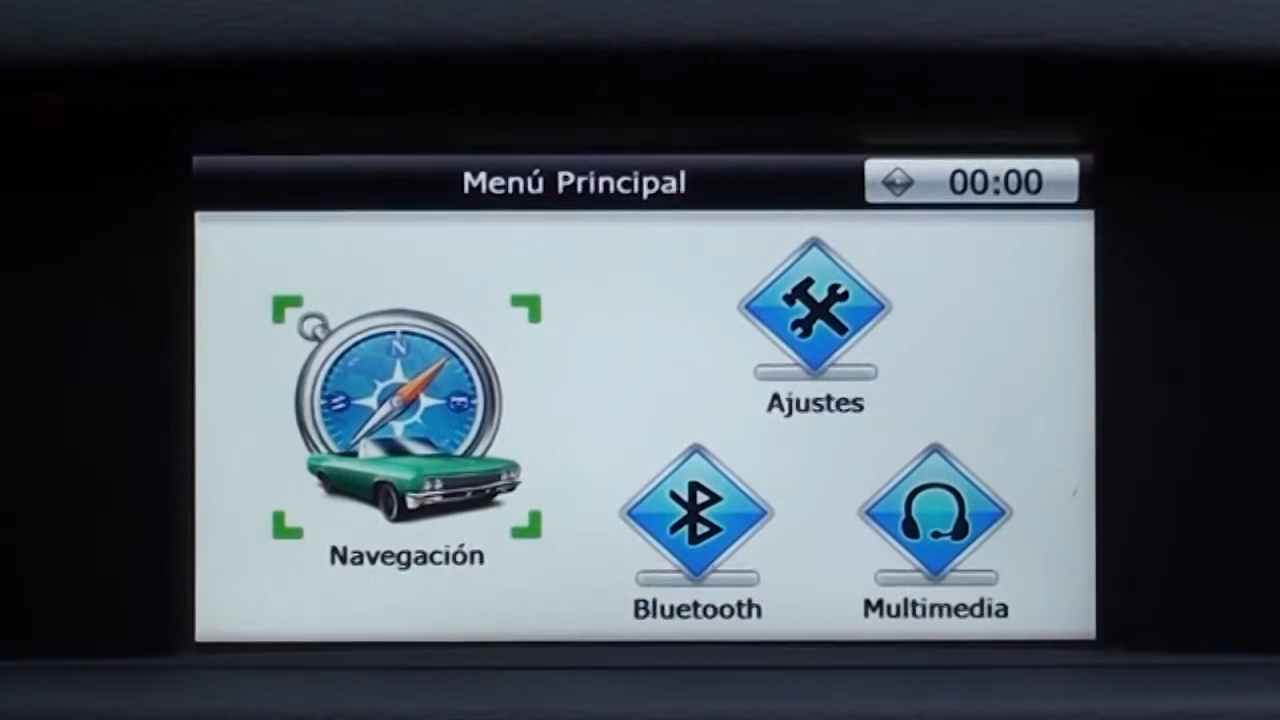 Menú Principal
00:00
N
Ajustes
Navegación
Bluetooth
Multimedia